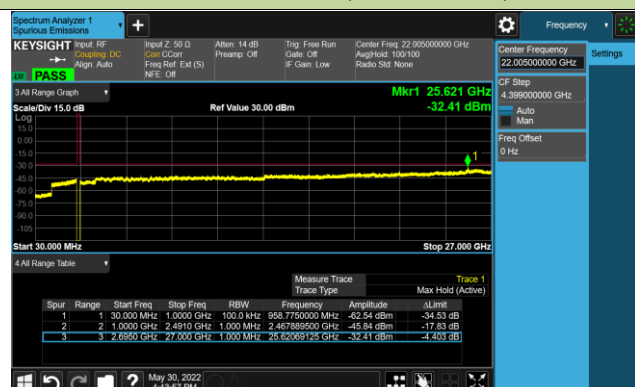 Spectrum Analyzer 1
Spurious Emissions
Frequency
KEYSIGHT
Input: RF
Coupling: DC
Align: Auto
Input Z: 50 Ω
Corr CCorr
Freq Ref: Ext (S)
NFE: Off
Atten: 14 dB
Preamp: Off
Trig: Free Run
Gate: Off
IF Gain: Low
Center Freq: 22.005000000 GHz
Avg|Hold: 100/100
Radio Std: None
PASS
Center Frequency
22.005000000 GHz
Settings
CF Step
4.399000000 GHz
Auto
Man
Freq Offset
0 Hz
3 All Range Graph
Mkr1 25.621 GHz
-32.41 dBm
Scale/Div 15.0 dB
Ref Value 30.00 dBm
Log
15.0
0.00
-15.0
-30.0
-45.0
-60.0
-75.0
-90.0
-105
1
Start 30.000 MHz
Stop 27.000 GHz
4 All Range Table
Measure Trace
Trace 1
Trace Type
Max Hold (Active)
Spur Range Start Freq Stop Freq RBW Frequency Amplitude ΔLimit
1 1 30.000 MHz 1.0000 GHz 100.0 kHz 958.7750000 MHz -62.54 dBm -34.53 dB
2 2 1.0000 GHz 2.4910 GHz 1.000 MHz 2.467889500 GHz -45.84 dBm -17.83 dB
3 3 2.6950 GHz 27.000 GHz 1.000 MHz 25.62069125 GHz -32.41 dBm -4.403 dB
?
May 30, 2022
4:43:57 PM